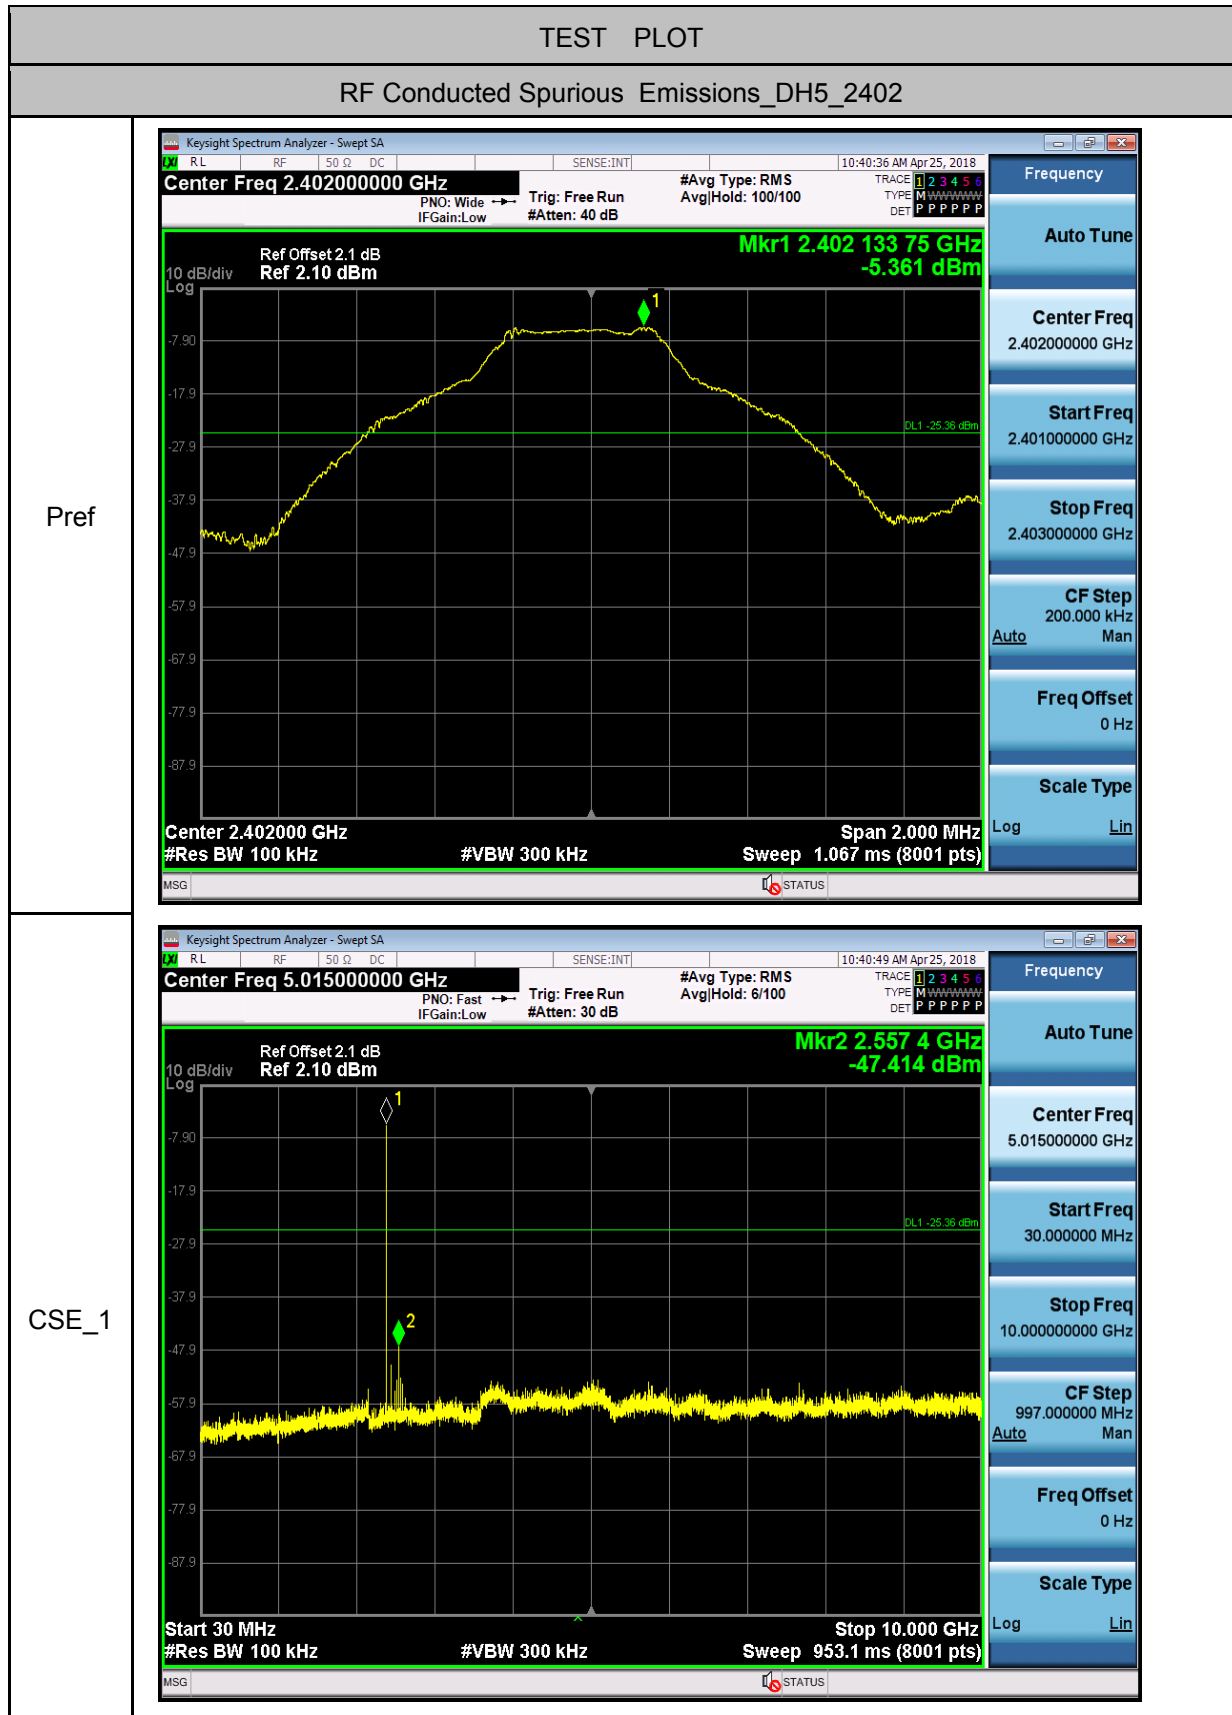 TEST PLOT
RF Conducted Spurious Emissions_DH5_2402
Pref
Keysight Spectrum Analyzer - Swept SA
LXI RL RF 50 Ω DC SENSE:INT 10:40:36 AM Apr 25, 2018
Center Freq 2.402000000 GHz
PNO: Wide
IFGain:Low
Trig: Free Run
#Atten: 40 dB
#Avg Type: RMS
Avg|Hold: 100/100
TRACE 1 2 3 4 5 6
TYPE M W W W W W
DET P P P P P P
Mkr1 2.402 133 75 GHz
-5.361 dBm
Ref Offset 2.1 dB
10 dB/div Ref 2.10 dBm
Log
1
-7.90
-17.9
DL1 -25.36 dBm
-27.9
-37.9
-47.9
-57.9
-67.9
-77.9
-87.9
Center 2.402000 GHz Span 2.000 MHz
#Res BW 100 kHz #VBW 300 kHz Sweep 1.067 ms (8001 pts)
MSG STATUS
Frequency
Auto Tune
Center Freq
2.402000000 GHz
Start Freq
2.401000000 GHz
Stop Freq
2.403000000 GHz
CF Step
200.000 kHz
Auto Man
Freq Offset
0 Hz
Scale Type
Log Lin
CSE_1
Keysight Spectrum Analyzer - Swept SA
LXI RL RF 50 Ω DC SENSE:INT 10:40:49 AM Apr 25, 2018
Center Freq 5.015000000 GHz
PNO: Fast
IFGain:Low
Trig: Free Run
#Atten: 30 dB
#Avg Type: RMS
Avg|Hold: 6/100
TRACE 1 2 3 4 5 6
TYPE M W W W W W
DET P P P P P P
Mkr2 2.557 4 GHz
-47.414 dBm
Ref Offset 2.1 dB
10 dB/div Ref 2.10 dBm
Log
1
-7.90
-17.9
DL1 -25.36 dBm
-27.9
-37.9
2
-47.9
-57.9
-67.9
-77.9
-87.9
Start 30 MHz Stop 10.000 GHz
#Res BW 100 kHz #VBW 300 kHz Sweep 953.1 ms (8001 pts)
MSG STATUS
Frequency
Auto Tune
Center Freq
5.015000000 GHz
Start Freq
30.000000 MHz
Stop Freq
10.000000000 GHz
CF Step
997.000000 MHz
Auto Man
Freq Offset
0 Hz
Scale Type
Log Lin